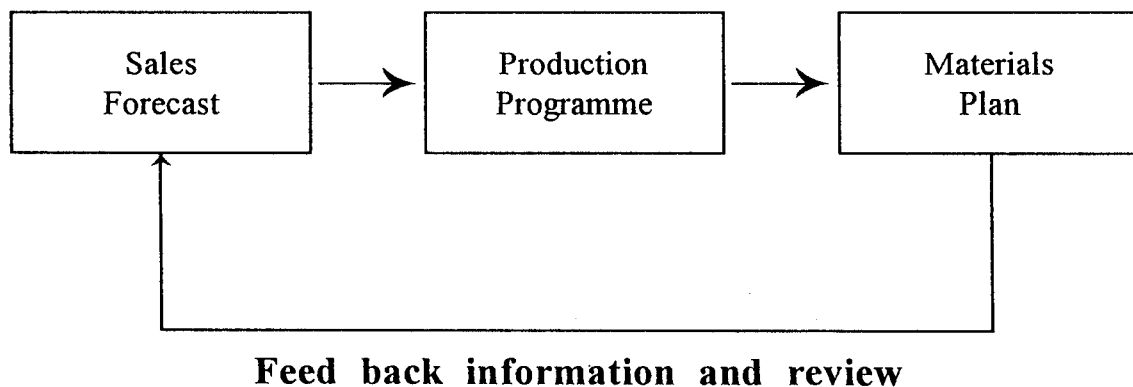 Sales
Forecast
Production
Programme
Materials
Plan
Feed back information and review